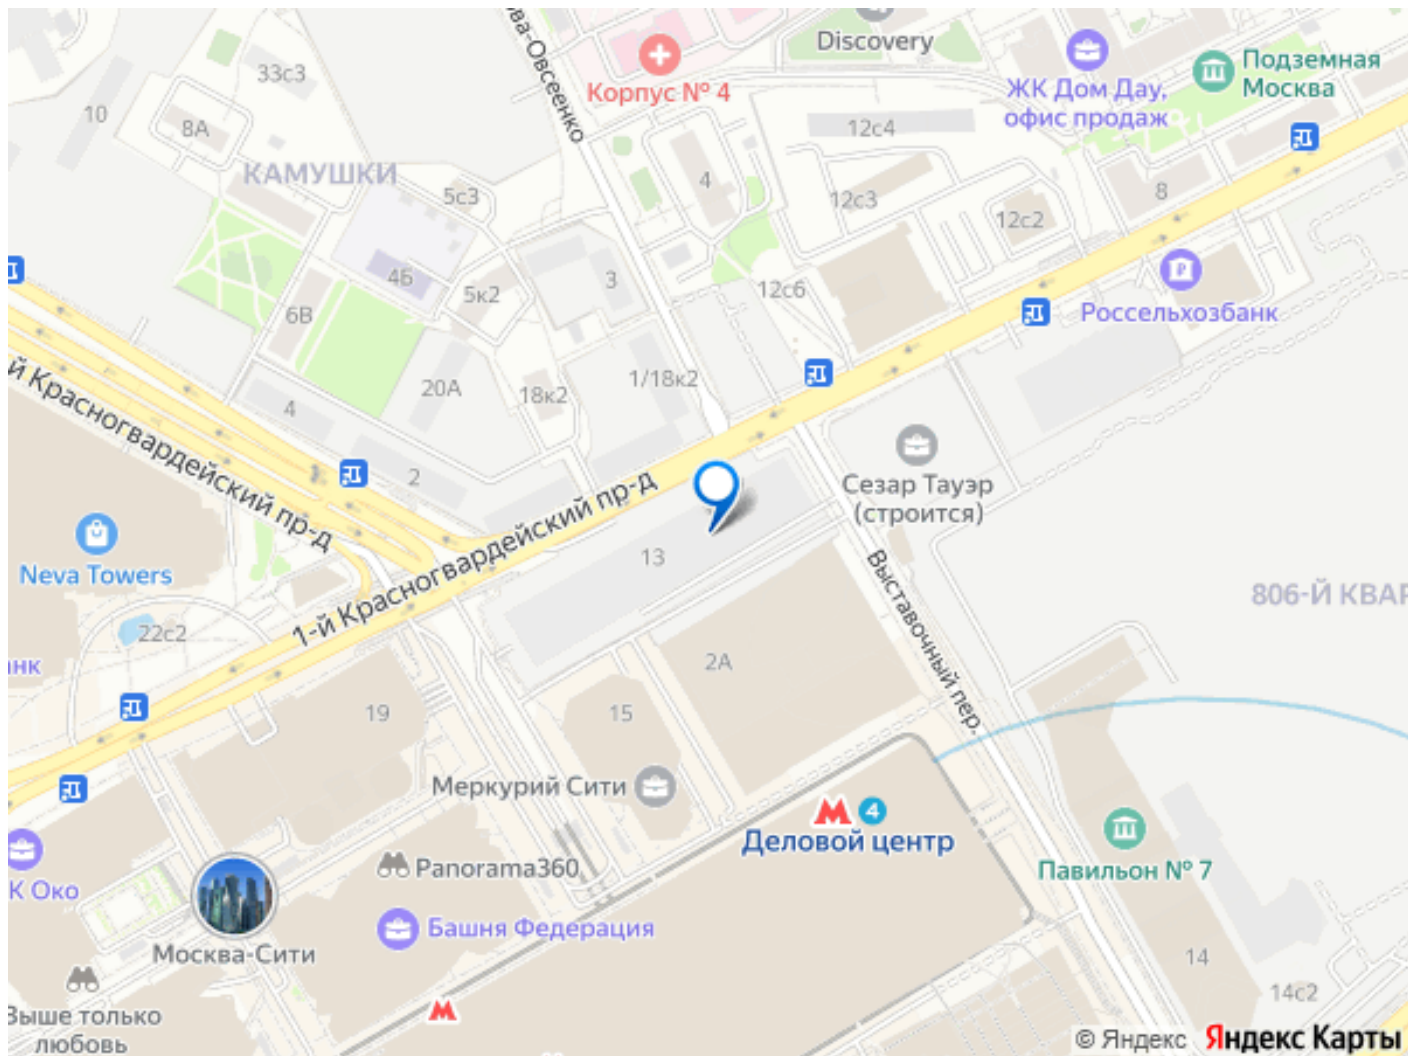 ва-Овсеенко
Discovery
Корпус № 4
ЖК Дом Дау,
офис продаж
Подземная
Москва
33с3
10
8А
КАМУШКИ
5с3
4
12с4
12с3
12с2
8
4Б
5к2
3
12с6
6В
Россельхозбанк
20А
18к2
1/18к2
4
2
й Красногвардейский пр-д
1-й Красногвардейский пр-д
Сезар Тауэр
(строится)
13
Neva Towers
22с2
Выставочный пер.
806-Й КВАР
2А
нк
19
15
Меркурий Сити
4
Деловой центр
Павильон № 7
К Око
Panorama360
Башня Федерация
Москва-Сити
14
14с2
Выше только
любовь
© Яндекс Яндекс Карты